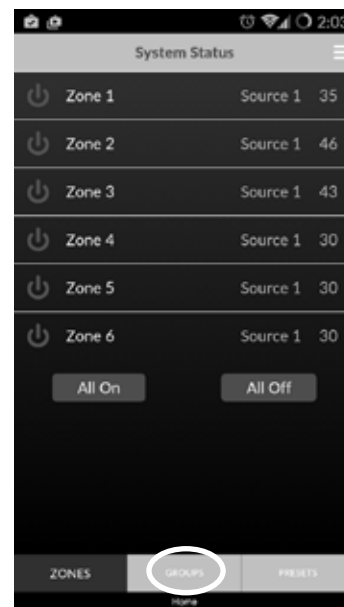 2:03
System Status
Zone 1 Source 1 35
Zone 2 Source 1 46
Zone 3 Source 1 43
Zone 4 Source 1 30
Zone 5 Source 1 30
Zone 6 Source 1 30
All On All Off
ZONES GROUPS PRESETS
Home